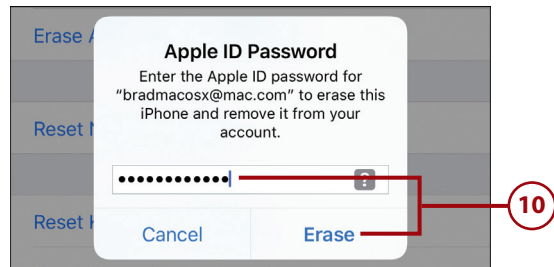 Erase A
Apple ID Password
Enter the Apple ID password for
“bradmacosx@mac.com” to erase this
iPhone and remove it from your
account.
Reset N
••••••••••••
?
10
Reset K
Cancel
Erase